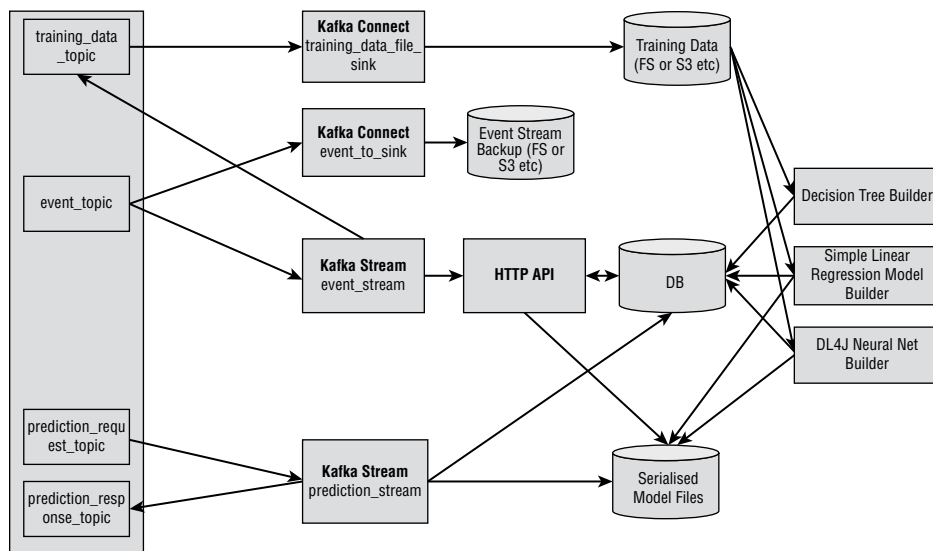 training_data
_topic
Kafka Connect
training_data_file_
sink
Training Data
(FS or S3 etc)
Kafka Connect
event_to_sink
Event Stream
Backup (FS or
S3 etc)
event_topic
Decision Tree Builder
Kafka Stream
event_stream
HTTP API
DB
Simple Linear
Regression Model
Builder
DL4J Neural Net
Builder
prediction_requ
est_topic
Kafka Stream
prediction_stream
Serialised
Model Files
prediction_resp
onse_topic